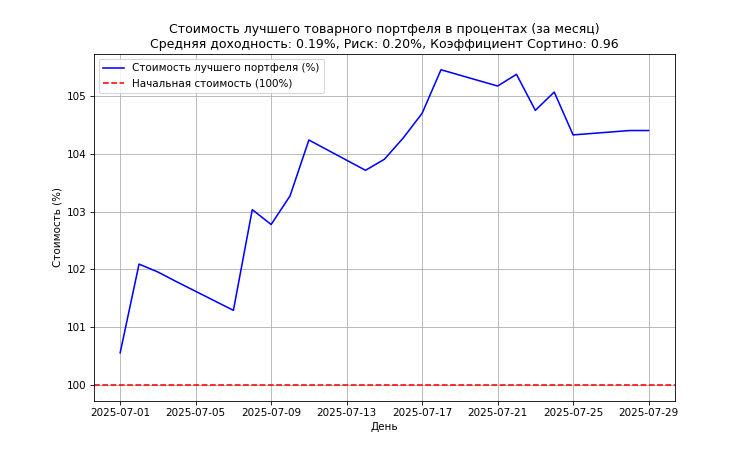 Стоимость лучшего товарного портфеля в процентах (за месяц)
Средняя доходность: 0.19%, Риск: 0.20%, Коэффициент Сортино: 0.96
Стоимость лучшего портфеля (%)
Начальная стоимость (100%)
Стоимость (%)
105
104
103
102
101
100
2025-07-01 2025-07-05 2025-07-09 2025-07-13 2025-07-17 2025-07-21 2025-07-25 2025-07-29
День